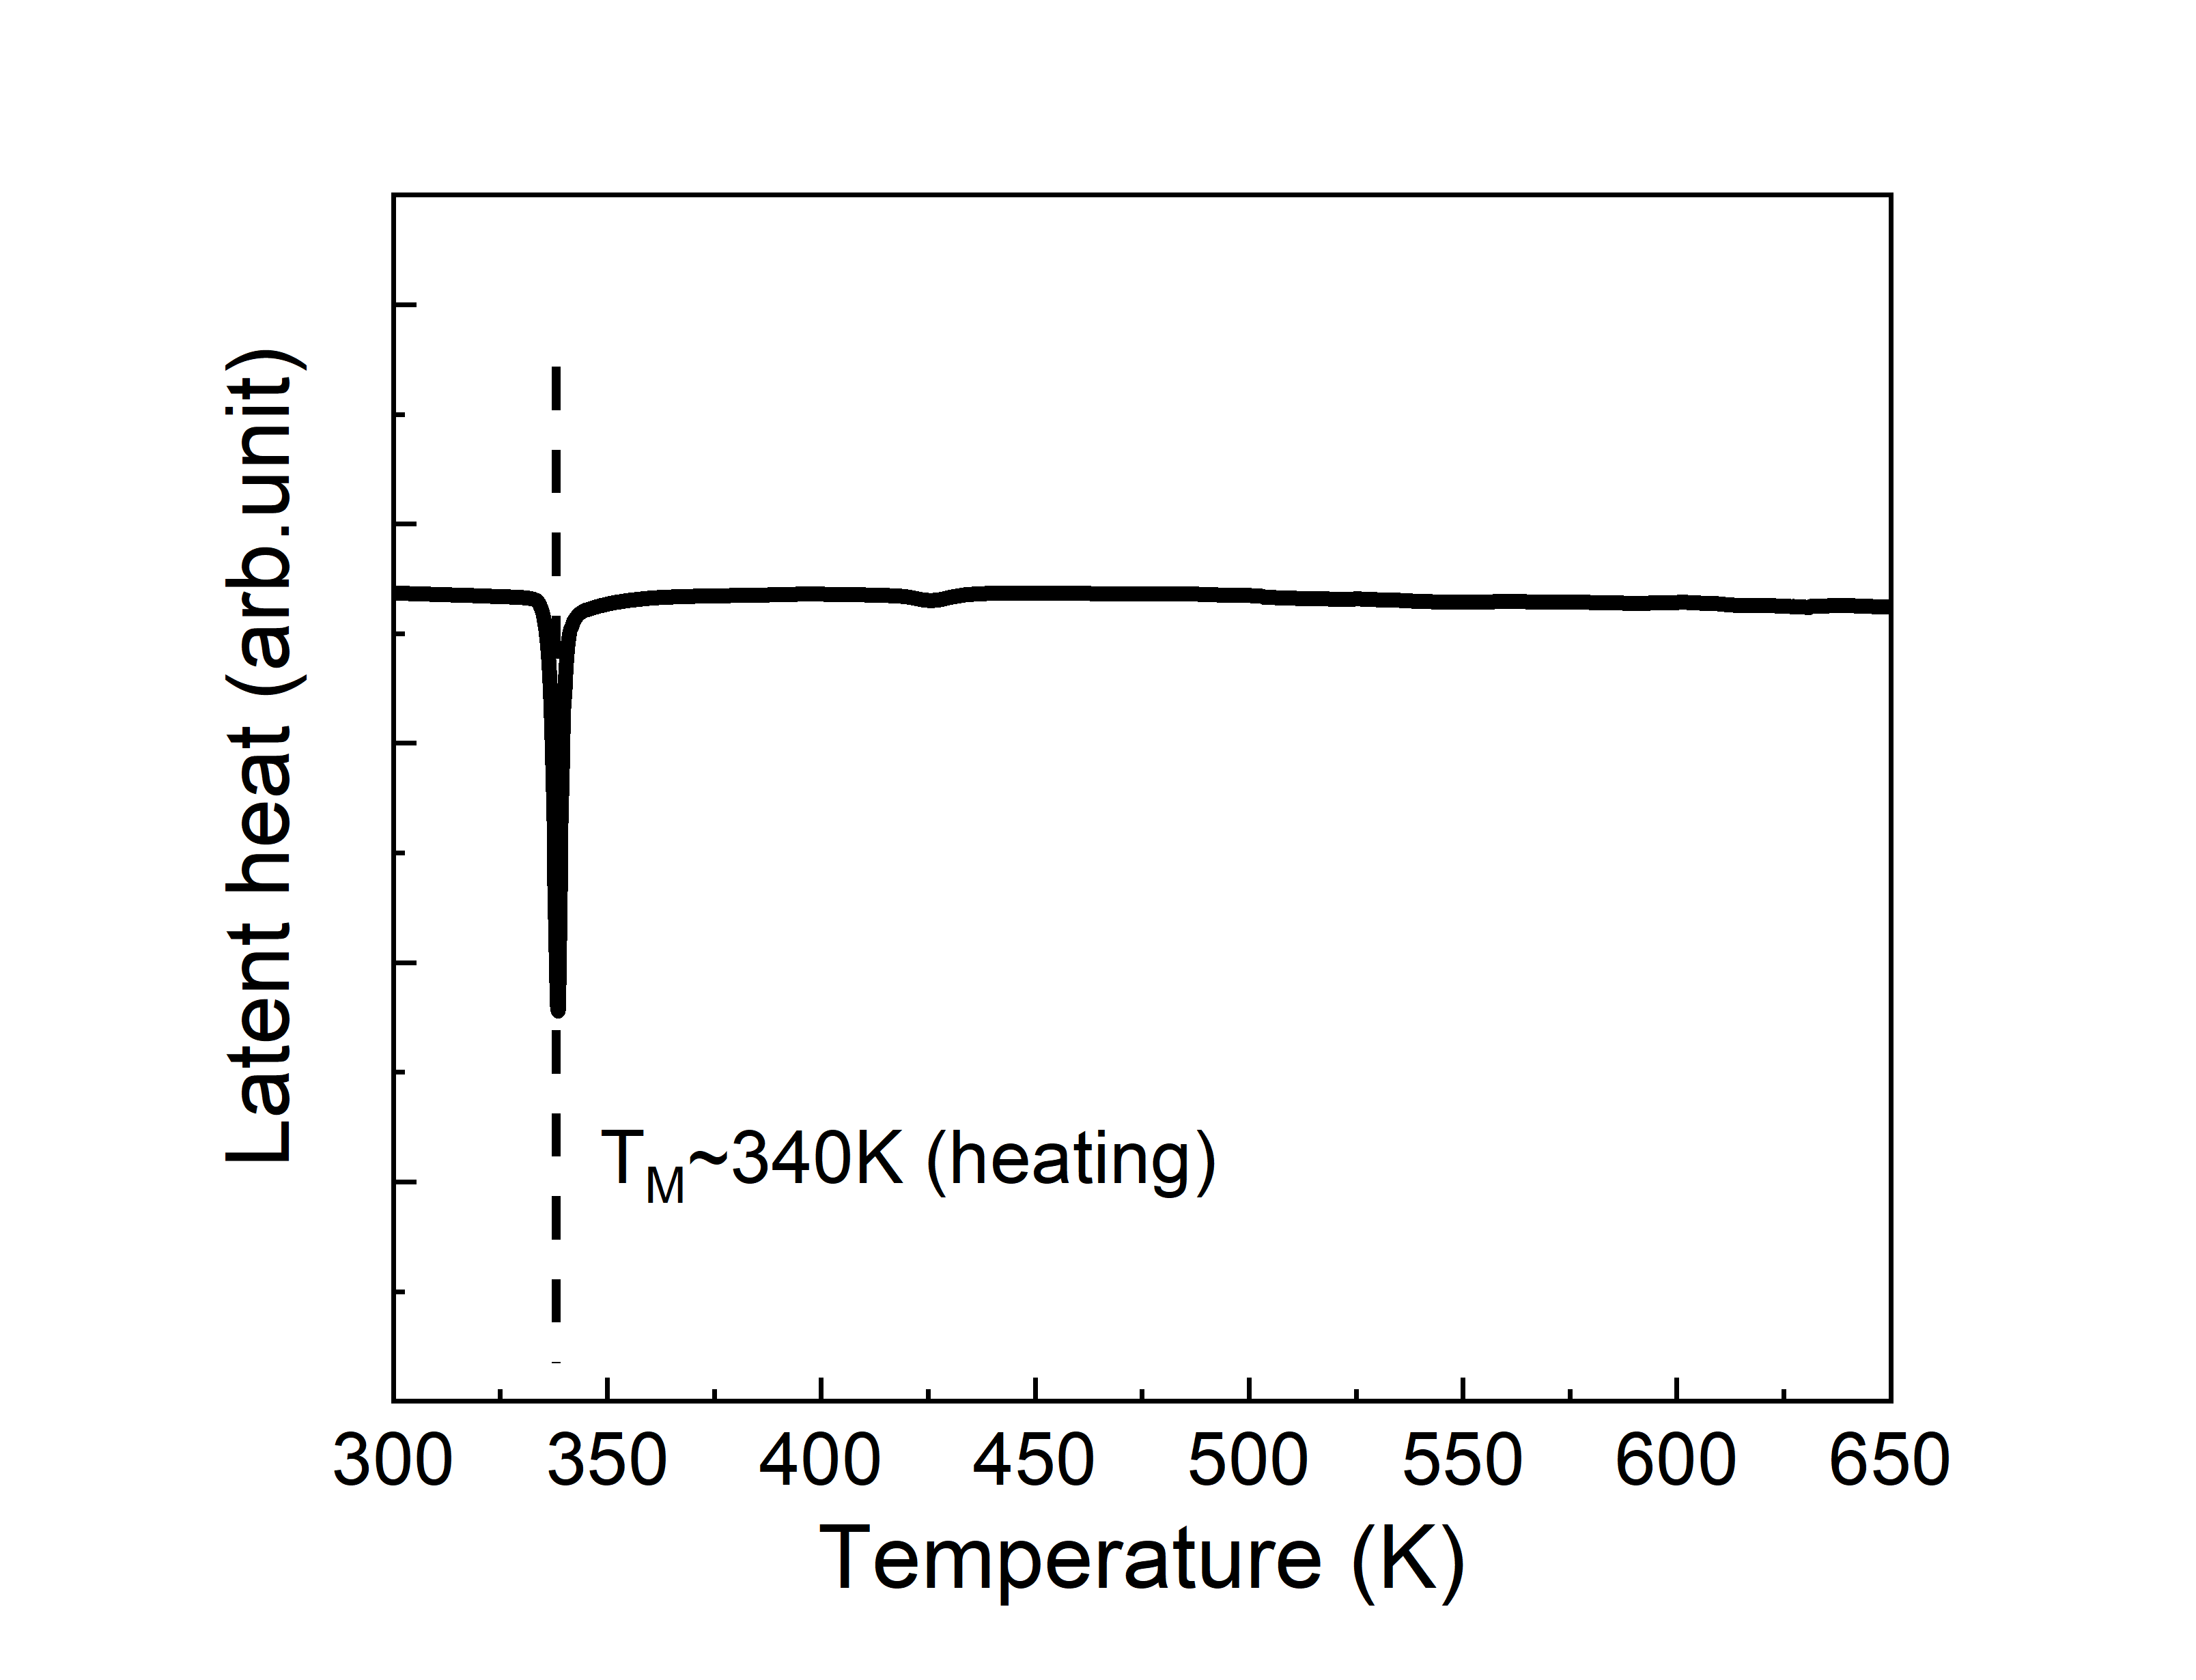 Latent heat (arb.unit)
TM~340K (heating)
300 350 400 450 500 550 600 650
Temperature (K)